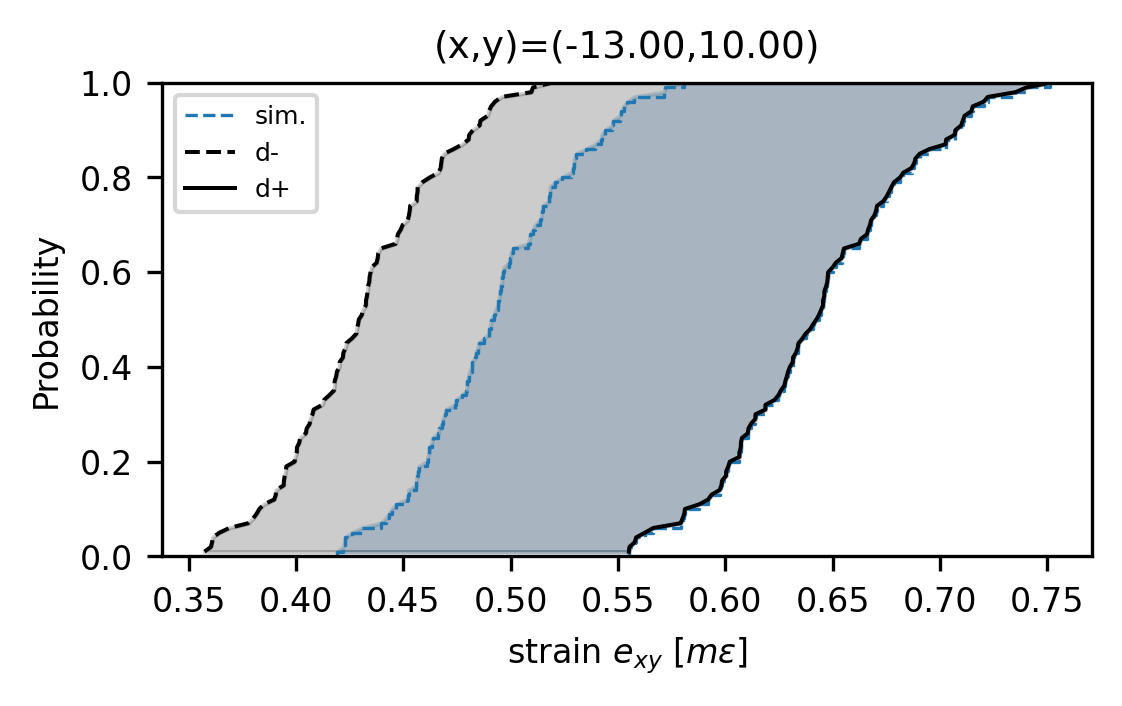 (x,y)=(-13.00,10.00)
1.0
0.8
0.6
0.4
0.2
0.0
Probability
sim.
d-
d+
0.35 0.40 0.45 0.50 0.55 0.60 0.65 0.70 0.75
strain e_{xy} [mε]